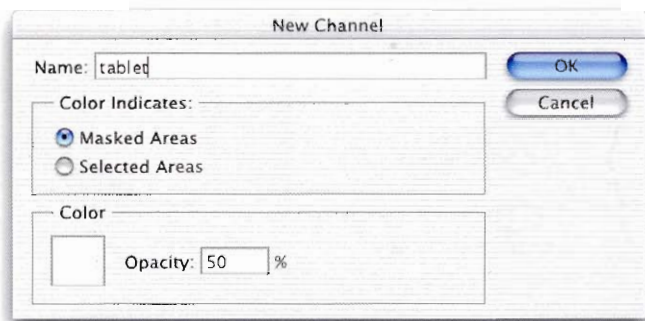 New Channel
Name: tablet
OK
Color Indicates:
Cancel
Masked Areas
Selected Areas
Color
Opacity: 50 %